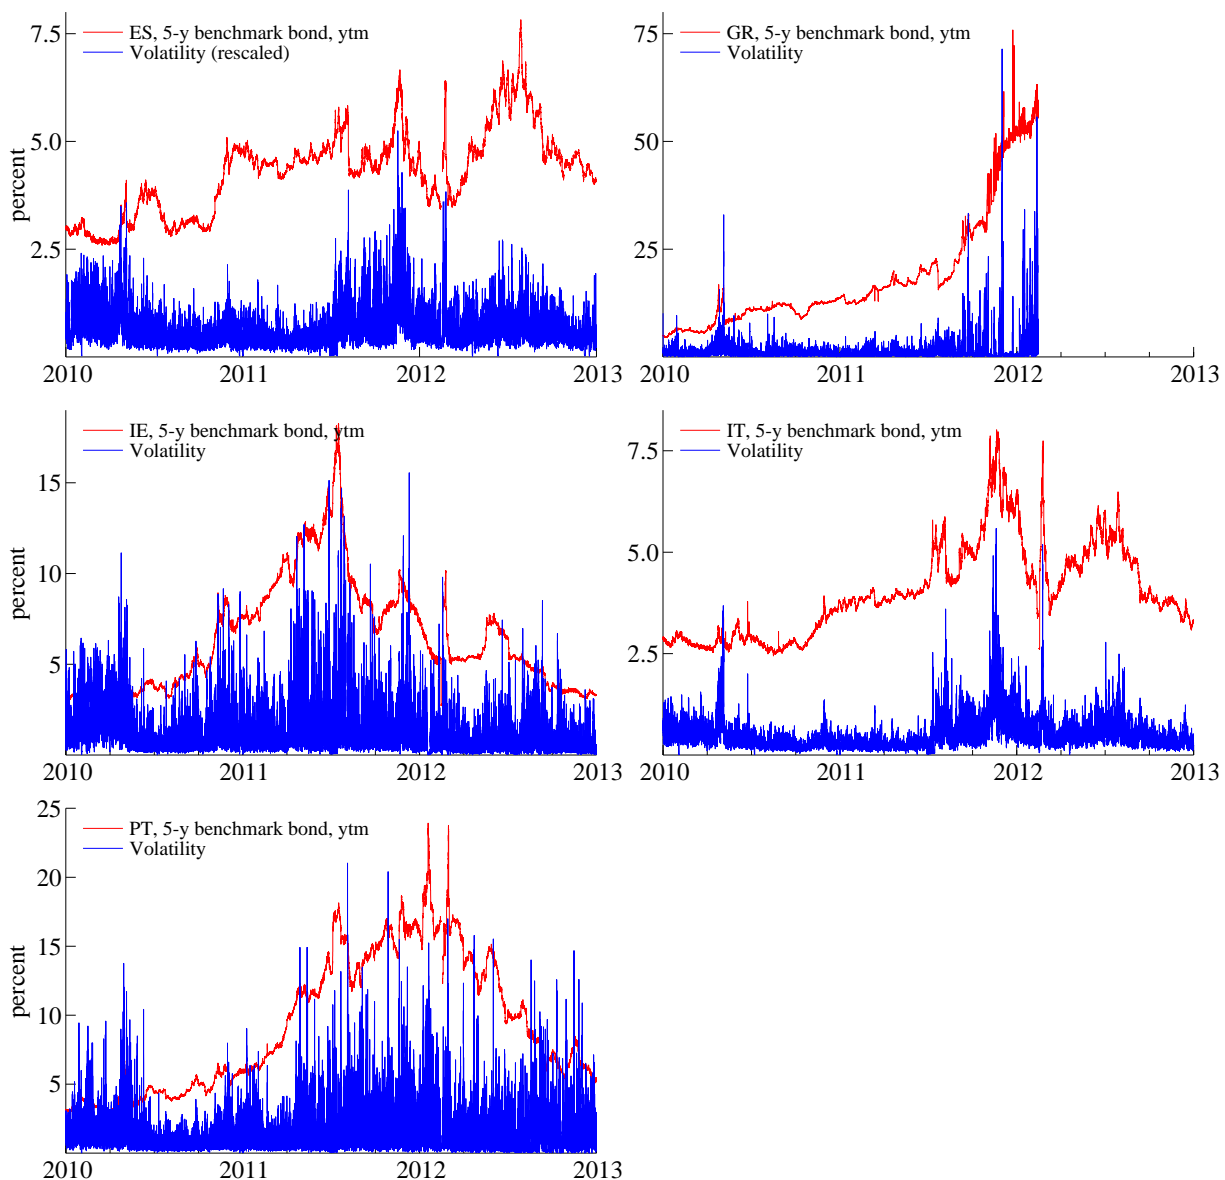 ES, 5-y benchmark bond, ytm
Volatility (rescaled)
7.5
5.0
2.5
percent
2010 2011 2012 2013
GR, 5-y benchmark bond, ytm
Volatility
75
50
25
2010 2011 2012 2013
IE, 5-y benchmark bond, ytm
Volatility
15
10
5
percent
2010 2011 2012 2013
IT, 5-y benchmark bond, ytm
Volatility
7.5
5.0
2.5
2010 2011 2012 2013
PT, 5-y benchmark bond, ytm
Volatility
25
20
15
10
5
percent
2010 2011 2012 2013